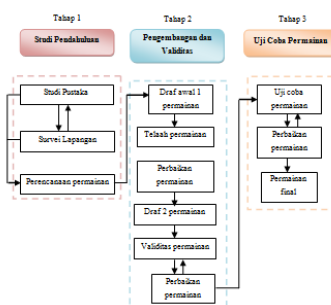 Tahap 1
Studi Pendahuluan
Studi Pustaka
Survei Lapangan
Perencanaan permainan
Tahap 2
Pengembangan dan
Validitas
Draf awal 1
permainan
Telaah permainan
Perbaikan
permainan
Draf 2 permainan
Validitas permainan
Perbaikan
permainan
Tahap 3
Uji Coba Permainan
Uji coba
permainan
Perbaikan
permainan
Permainan
final